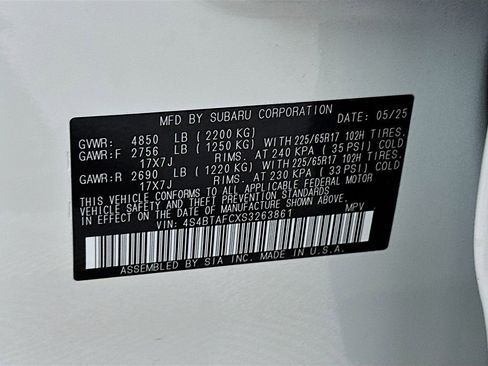 MFD BY SUBARU CORPORATION DATE: 05/25
GVWR: 4850 LB (2200 KG)
GAWR:F 2756 LB (1250 KG) WITH 225/65R17 102H TIRES,
17X7J RIMS, AT 240 KPA (35 PSI) COLD
GAWR:R 2690 LB (1220 KG) WITH 225/65R17 102H TIRES,
17X7J RIMS, AT 230 KPA (33 PSI) COLD
THIS VEHICLE CONFORMS TO ALL APPLICABLE FEDERAL MOTOR
VEHICLE SAFETY, BUMPER, AND THEFT PREVENTION STANDARDS
IN EFFECT ON THE DATE OF MANUFACTURE SHOWN ABOVE.
VIN: 4S4BTAFCXS3263861 MPV
ASSEMBLED BY SIA INC. MADE IN U.S.A.